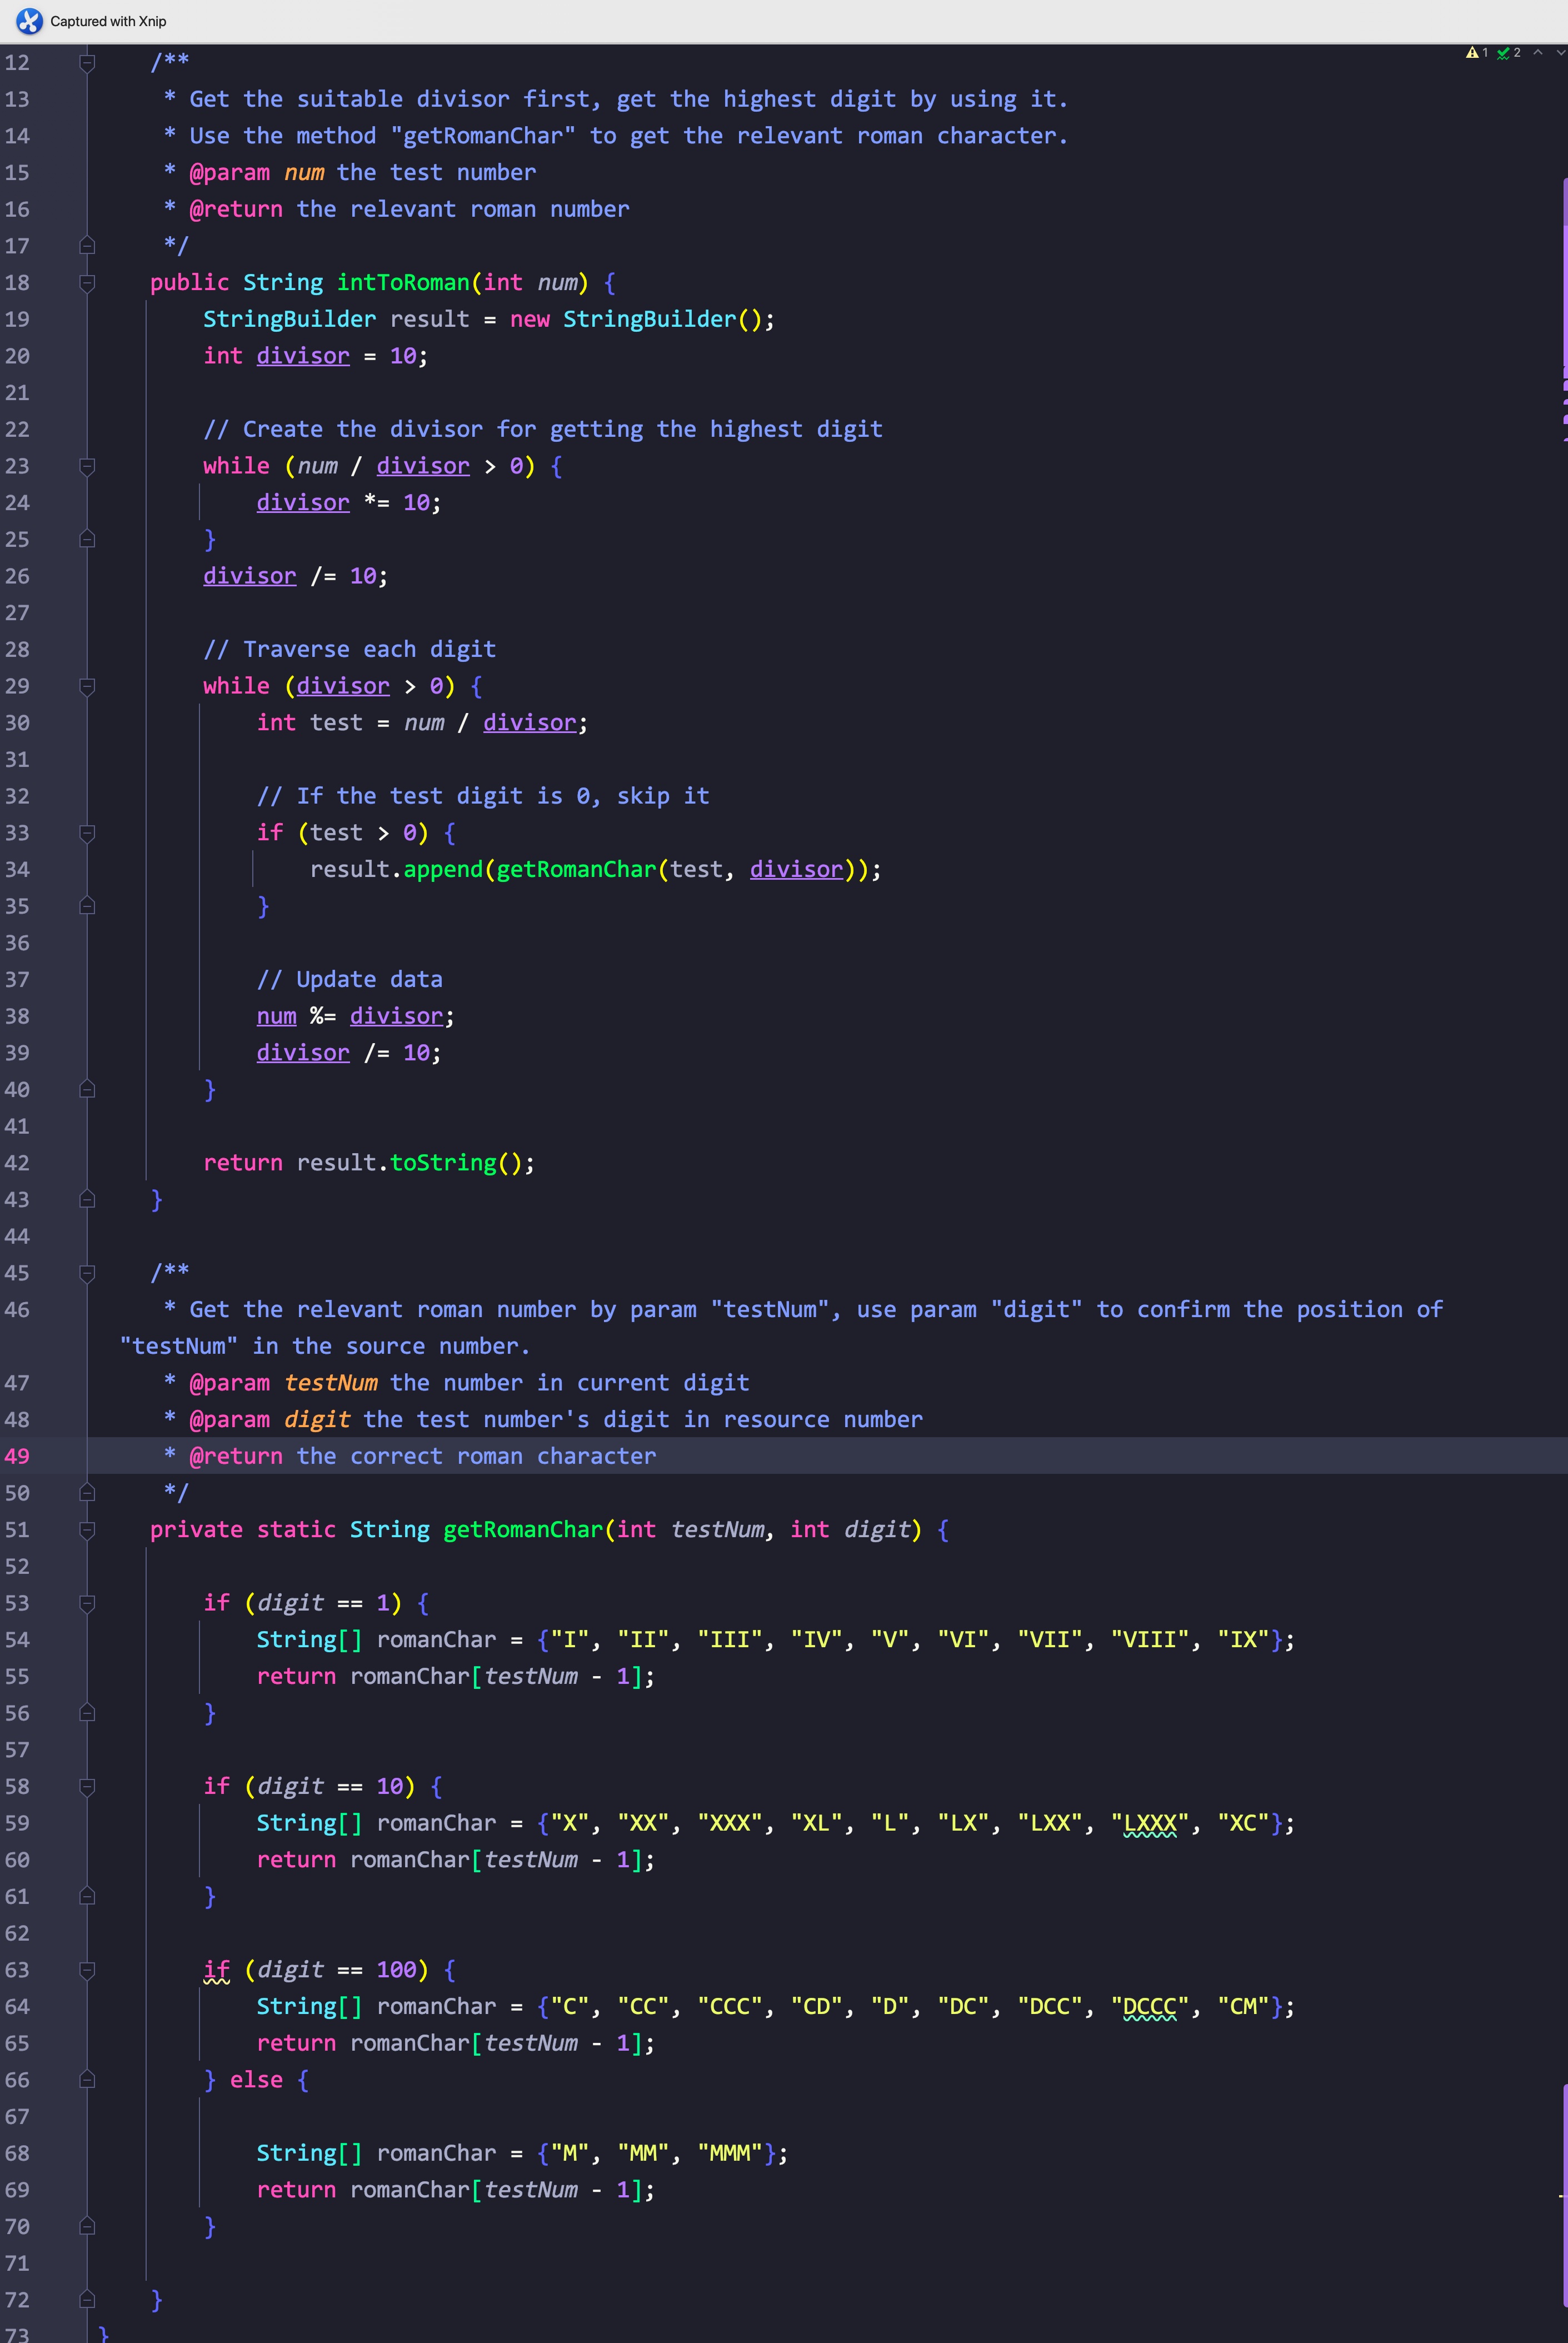 Captured with Xnip
1 2
12 /**
13 * Get the suitable divisor first, get the highest digit by using it.
14 * Use the method "getRomanChar" to get the relevant roman character.
15 * @param num the test number
16 * @return the relevant roman number
17 */
18 public String intToRoman(int num) {
19 StringBuilder result = new StringBuilder();
20 int divisor = 10;
21
22 // Create the divisor for getting the highest digit
23 while (num / divisor > 0) {
24 divisor *= 10;
25 }
26 divisor /= 10;
27
28 // Traverse each digit
29 while (divisor > 0) {
30 int test = num / divisor;
31
32 // If the test digit is 0, skip it
33 if (test > 0) {
34 result.append(getRomanChar(test, divisor));
35 }
36
37 // Update data
38 num %= divisor;
39 divisor /= 10;
40 }
41
42 return result.toString();
43 }
44
45 /**
46 * Get the relevant roman number by param "testNum", use param "digit" to confirm the position of
"testNum" in the source number.
47 * @param testNum the number in current digit
48 * @param digit the test number's digit in resource number
49 * @return the correct roman character
50 */
51 private static String getRomanChar(int testNum, int digit) {
52
53 if (digit == 1) {
54 String[] romanChar = {"I", "II", "III", "IV", "V", "VI", "VII", "VIII", "IX"};
55 return romanChar[testNum - 1];
56 }
57
58 if (digit == 10) {
59 String[] romanChar = {"X", "XX", "XXX", "XL", "L", "LX", "LXX", "LXXX", "XC"};
60 return romanChar[testNum - 1];
61 }
62
63 if (digit == 100) {
64 String[] romanChar = {"C", "CC", "CCC", "CD", "D", "DC", "DCC", "DCCC", "CM"};
65 return romanChar[testNum - 1];
66 } else {
67
68 String[] romanChar = {"M", "MM", "MMM"};
69 return romanChar[testNum - 1];
70 }
71
72 }
73 }